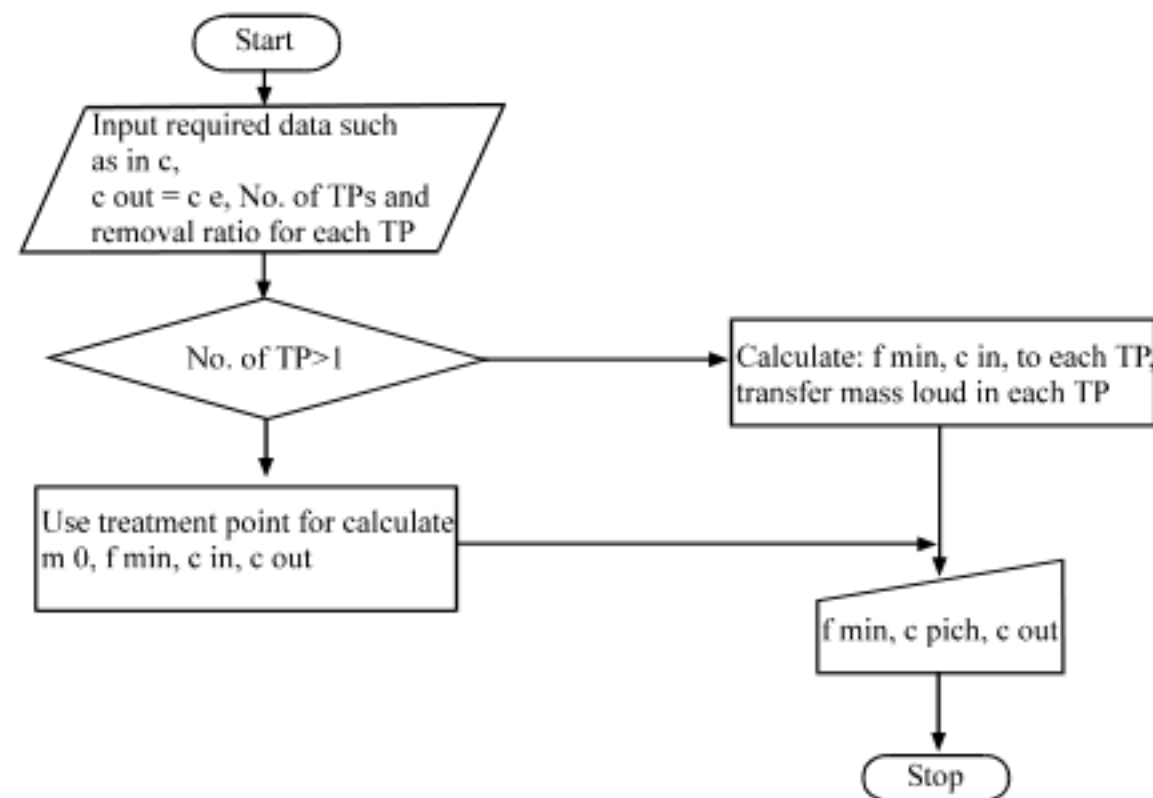 Start
Input required data such
as in c,
c out = c e, No. of TPs and
removal ratio for each TP
No. of TP>1
Calculate: f min, c in, to each TP,
transfer mass loud in each TP
Use treatment point for calculate
m 0, f min, c in, c out
f min, c pich, c out
Stop